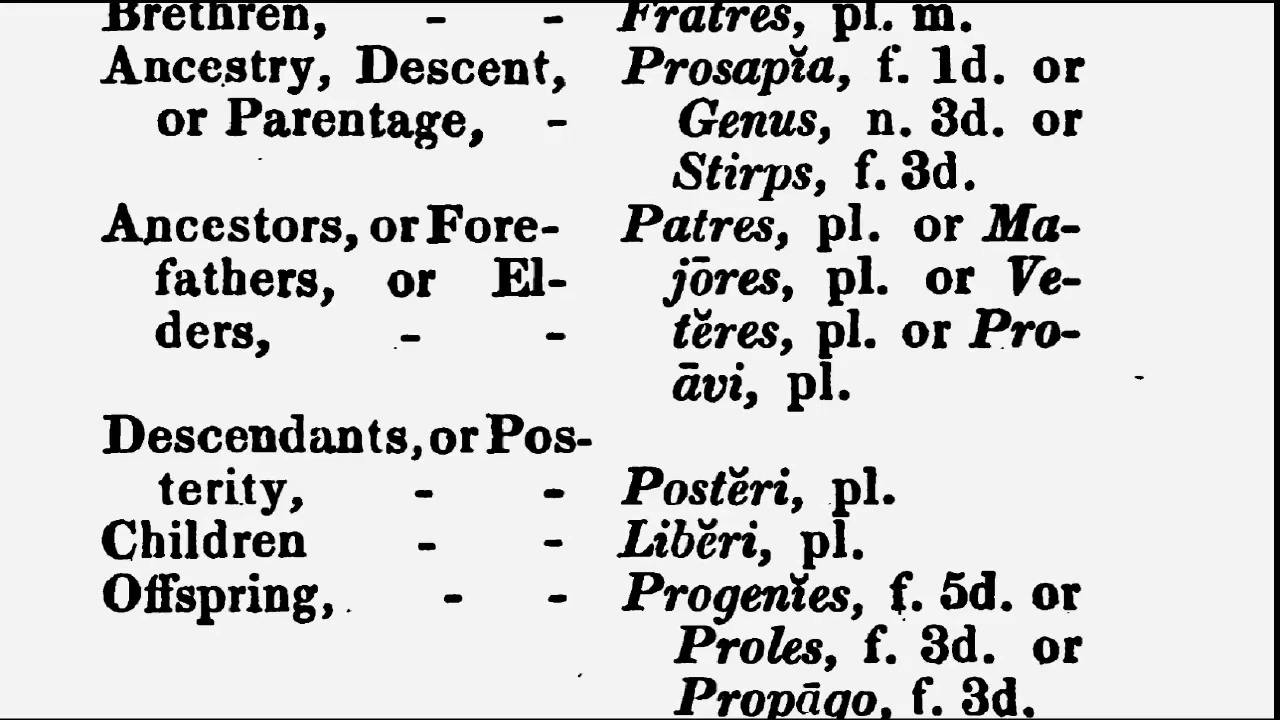 Brethren, - - Fratres, pl. m.
Ancestry, Descent, Prosapĭa, f. 1d. or
or Parentage, - Genus, n. 3d. or
Stirps, f. 3d.
Ancestors, or Fore- Patres, pl. or Ma-
fathers, or El- jōres, pl. or Ve-
ders, - - tĕres, pl. or Pro-
āvi, pl.
Descendants, or Pos-
terity, - - Postĕri, pl.
Children - - Libĕri, pl.
Offspring, - - Progenĭes, f. 5d. or
Proles, f. 3d. or
Propāgo, f. 3d.